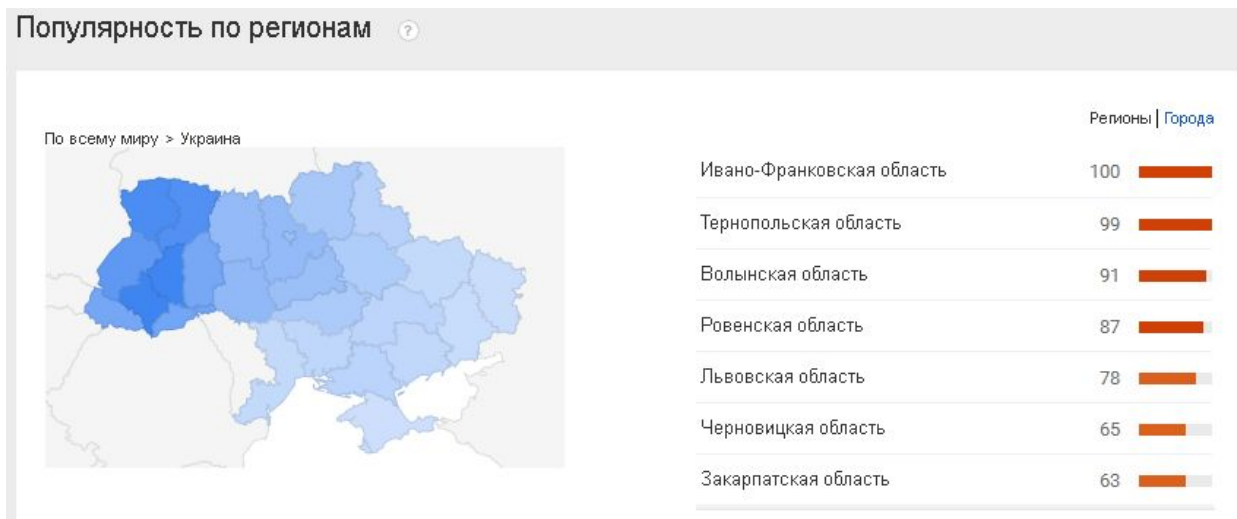 Популярность по регионам ?
По всему миру > Украина
Регионы | Города
Ивано-Франковская область 100
Тернопольская область 99
Волынская область 91
Ровенская область 87
Львовская область 78
Черновицкая область 65
Закарпатская область 63